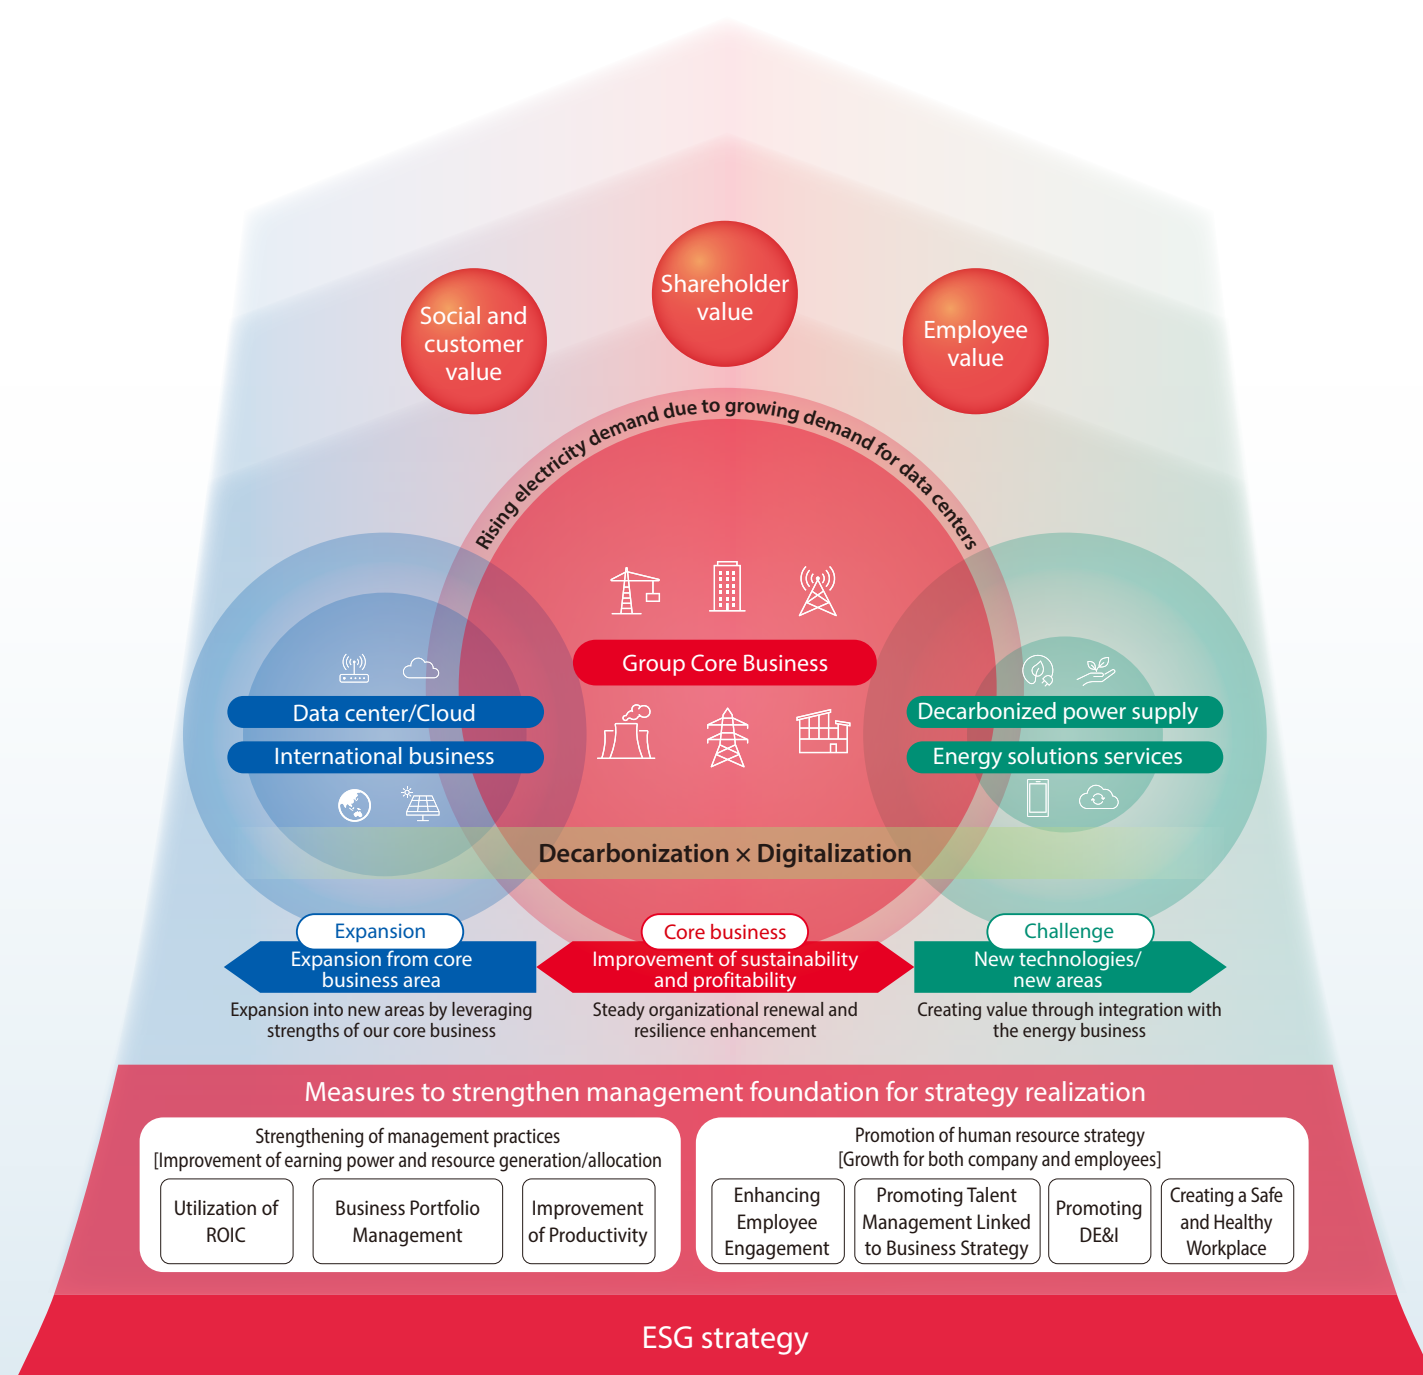 Shareholder
value
Social and
customer
value
Employee
value
Rising electricity demand due to growing demand for data centers
Group Core Business
Data center/Cloud
International business
Decarbonized power supply
Energy solutions services
Decarbonization × Digitalization
Expansion
Expansion from core
business area
Expansion into new areas by leveraging
strengths of our core business
Core business
Improvement of sustainability
and profitability
Steady organizational renewal and
resilience enhancement
Challenge
New technologies/
new areas
Creating value through integration with
the energy business
Measures to strengthen management foundation for strategy realization
Strengthening of management practices
[Improvement of earning power and resource generation/allocation
Utilization of
ROIC
Business Portfolio
Management
Improvement
of Productivity
Promotion of human resource strategy
[Growth for both company and employees]
Enhancing
Employee
Engagement
Promoting Talent
Management Linked
to Business Strategy
Promoting
DE&I
Creating a Safe
and Healthy
Workplace
ESG strategy